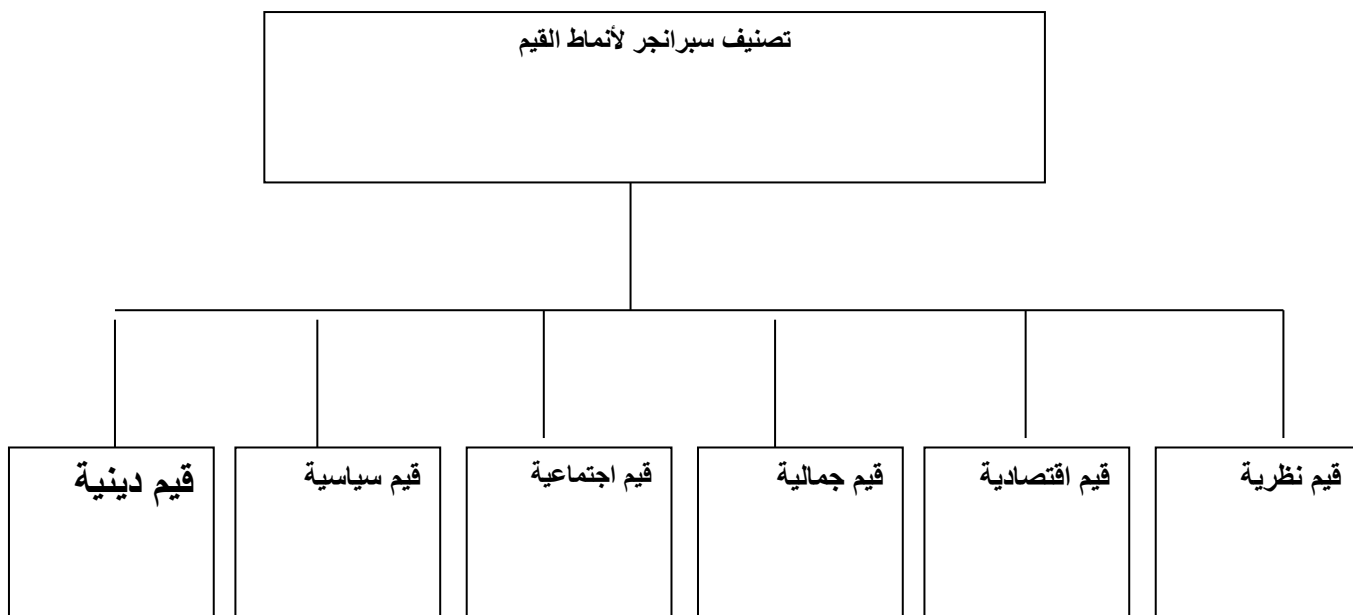 تصنيف سبرانجر لأنماط القيم
قيم نظرية
قيم اقتصادية
قيم جمالية
قيم اجتماعية
قيم سياسية
قيم دينية